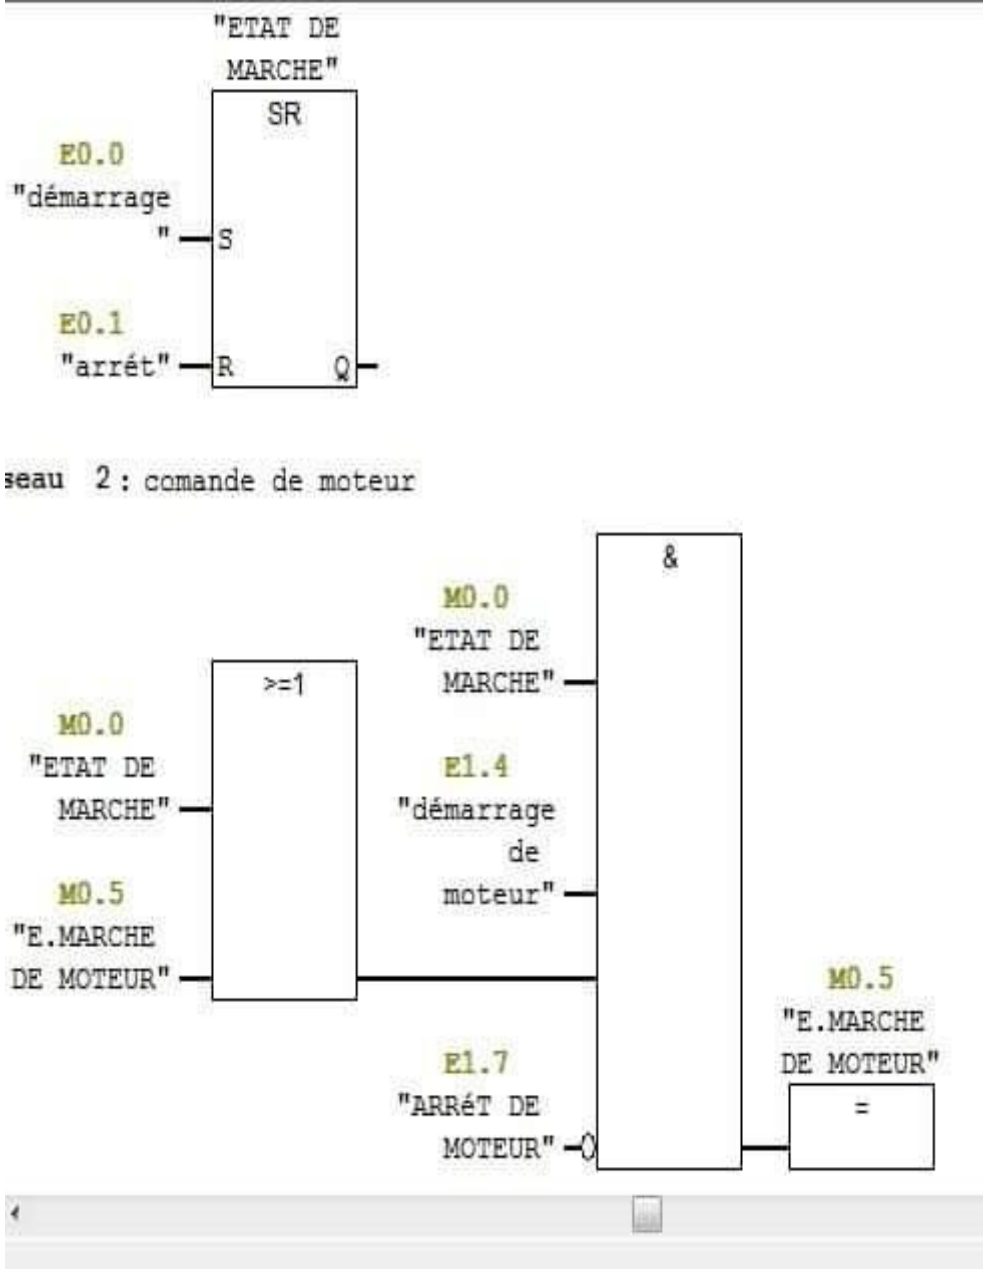 "ETAT DE
MARCHE"
SR
E0.0
"démarrage
"
S
E0.1
"arrét"
R
Q
seau 2 : comande de moteur
&
M0.0
"ETAT DE
MARCHE"
>=1
M0.0
"ETAT DE
MARCHE"
E1.4
"démarrage
de
moteur"
M0.5
"E.MARCHE
DE MOTEUR"
M0.5
"E.MARCHE
DE MOTEUR"
=
E1.7
"ARRéT DE
MOTEUR"